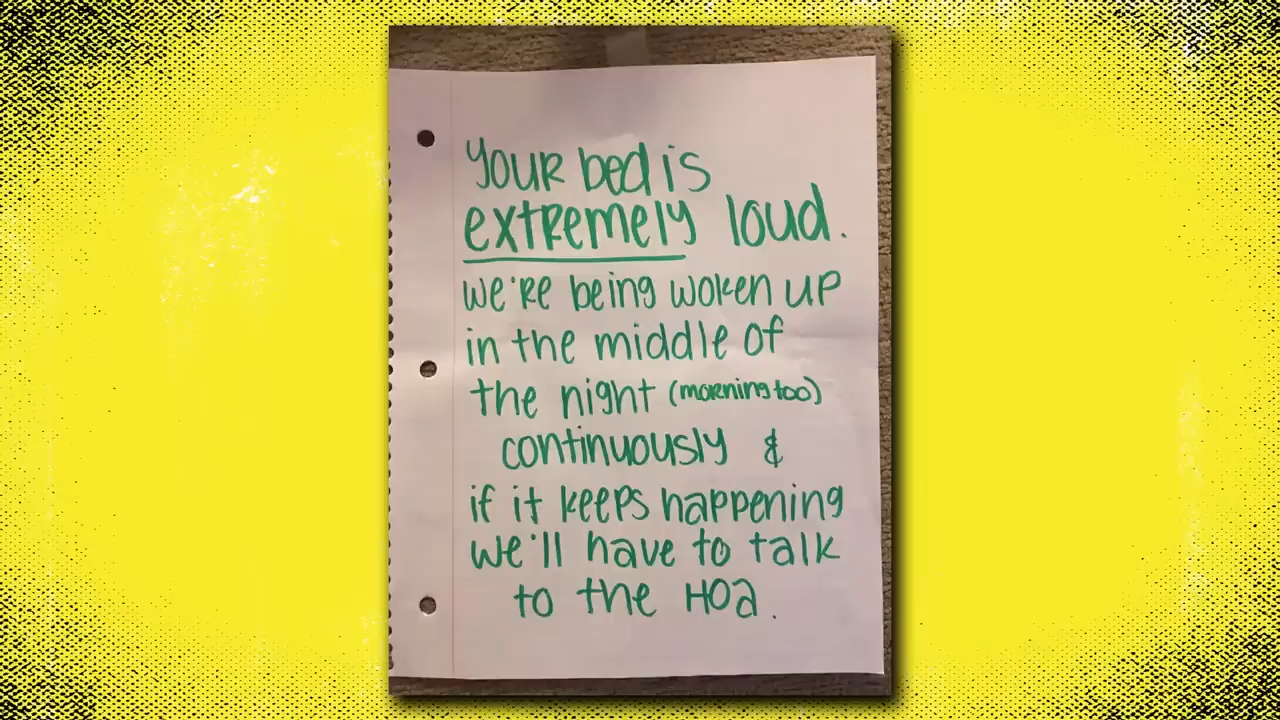 Your bed is
extremely loud.
we're being woken up
in the middle of
the night (morning too)
continuously &
if it keeps happening
we'll have to talk
to the HOa.